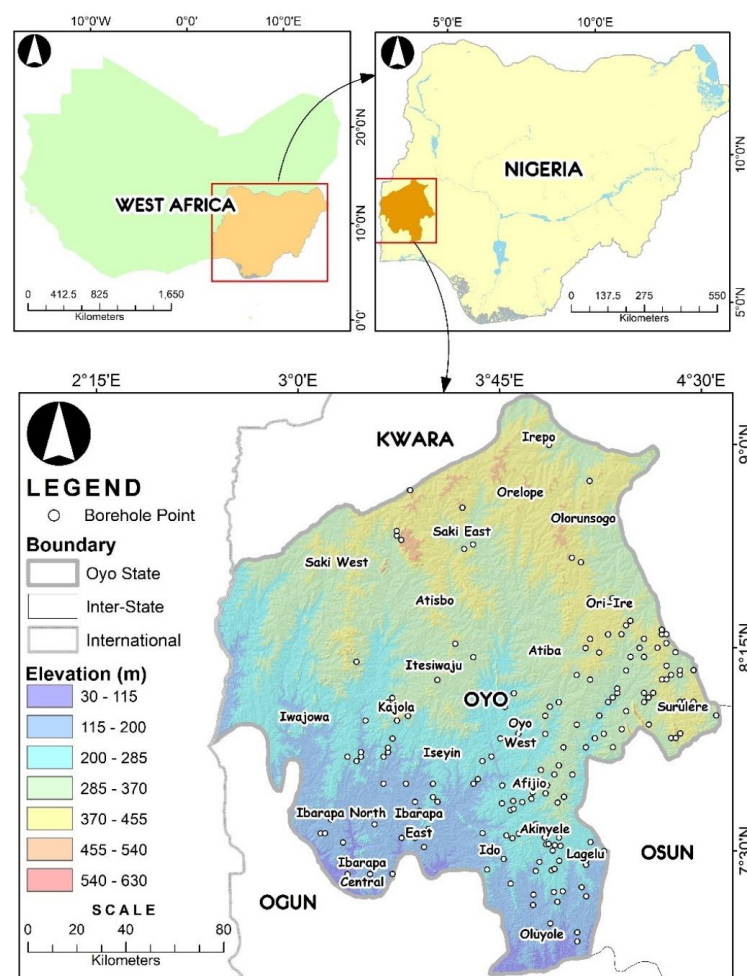 10°0'W 0°0' 10°0'E
20°0'N
10°0'N
0°0'
WEST AFRICA
0 412.5 825 1,650
Kilometers
5°0'E 10°0'E
10°0'N
5°0'N
NIGERIA
0 137.5 275 550
Kilometers
2°15'E 3°0'E 3°45'E 4°30'E
9°0'N
8°15'N
7°30'N
LEGEND
Borehole Point
Boundary
Oyo State
Inter-State
International
Elevation (m)
30 - 115
115 - 200
200 - 285
285 - 370
370 - 455
455 - 540
540 - 630
SCALE
0 20 40 80
Kilometers
KWARA
Irepo
Orelope
Olorunsogo
Saki East
Saki West
Atisbo
Ori-Ire
Atiba
Itesiwaju
OYO
Kajola
Surulere
Iwajowa
Oyo
West
Iseyin
Afijio
Ibarapa North
Ibarapa
East
Akinyele
Ido
Lagelu
Ibarapa
Central
OSUN
OGUN
Oluyole